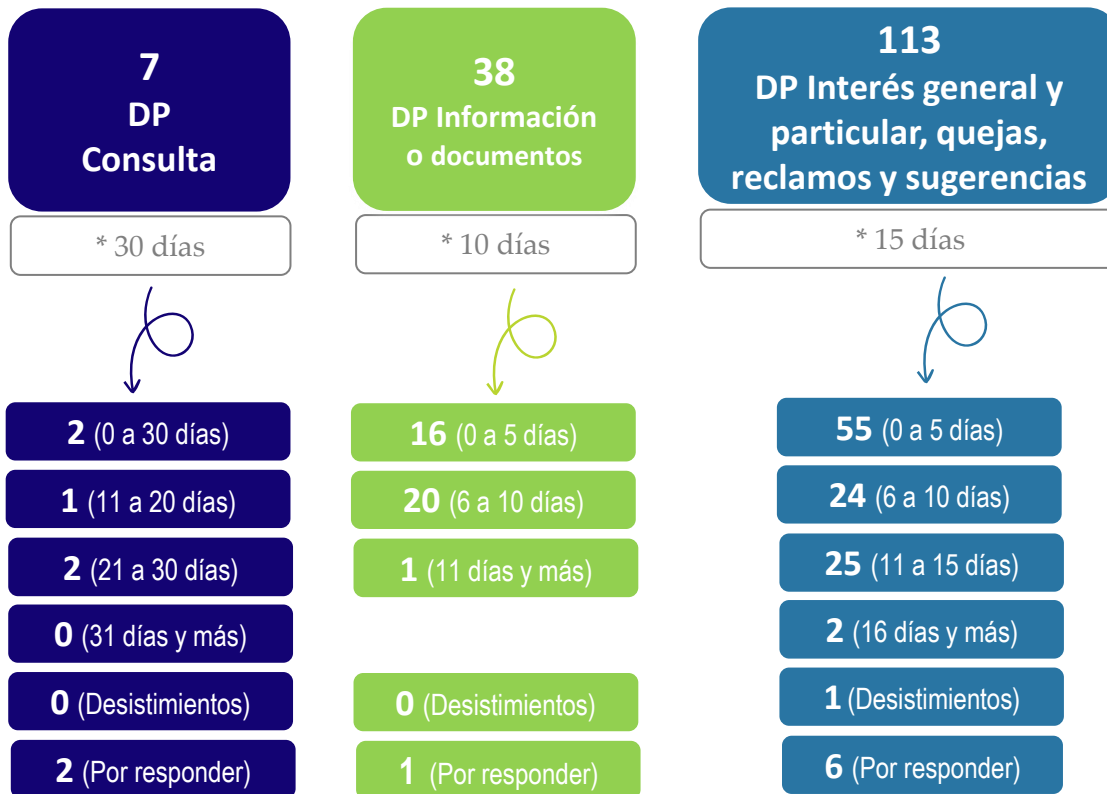 7
DP
Consulta
* 30 días
2 (0 a 30 días)
1 (11 a 20 días)
2 (21 a 30 días)
0 (31 días y más)
0 (Desistimientos)
2 (Por responder)
38
DP Información
o documentos
* 10 días
16 (0 a 5 días)
20 (6 a 10 días)
1 (11 días y más)
0 (Desistimientos)
1 (Por responder)
113
DP Interés general y
particular, quejas,
reclamos y sugerencias
* 15 días
55 (0 a 5 días)
24 (6 a 10 días)
25 (11 a 15 días)
2 (16 días y más)
1 (Desistimientos)
6 (Por responder)